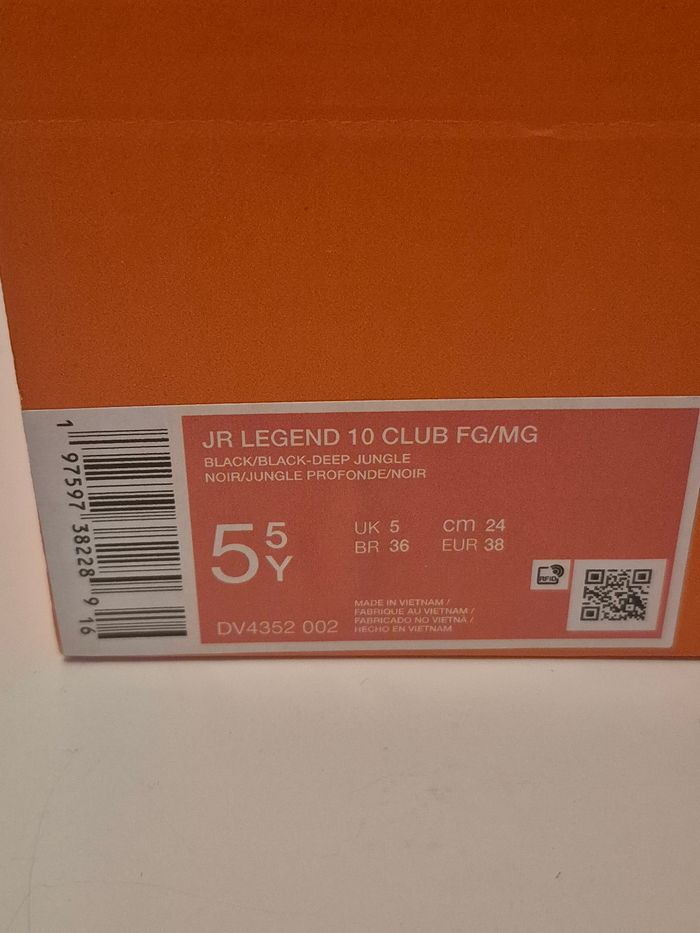 JR LEGEND 10 CLUB FG/MG
BLACK/BLACK-DEEP JUNGLE
NOIR/JUNGLE PROFONDE/NOIR
5 5 Y
UK 5 cm 24
BR 36 EUR 38
RFID
MADE IN VIETNAM /
FABRIQUE AU VIETNAM /
FABRICADO NO VIETNÃ /
HECHO EN VIETNAM
DV4352 002
1 97597 38228 9 16